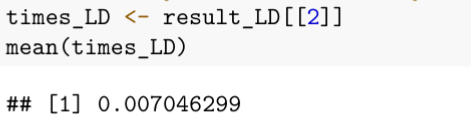 times_LD <- result_LD[[2]]
mean(times_LD)
## [1] 0.007046299